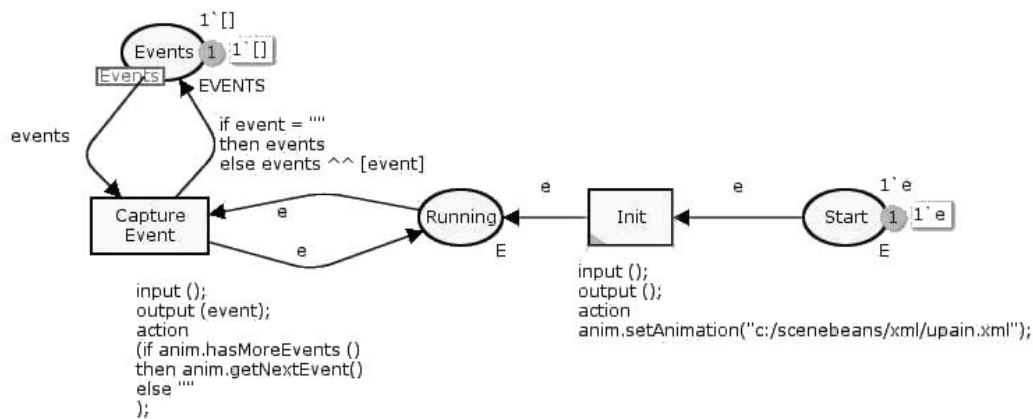 1`[]
Events
1
1`[]
Events
EVENTS
events
if event = ""
then events
else events ^^ [event]
Capture
Event
e
e
Running
E
e
Init
e
1`e
Start
1
1`e
E
input ();
output (event);
action
(if anim.hasMoreEvents ()
then anim.getNextEvent()
else ""
);
input ();
output ();
action
anim.setAnimation("c:/scenebeans/xml/upain.xml");